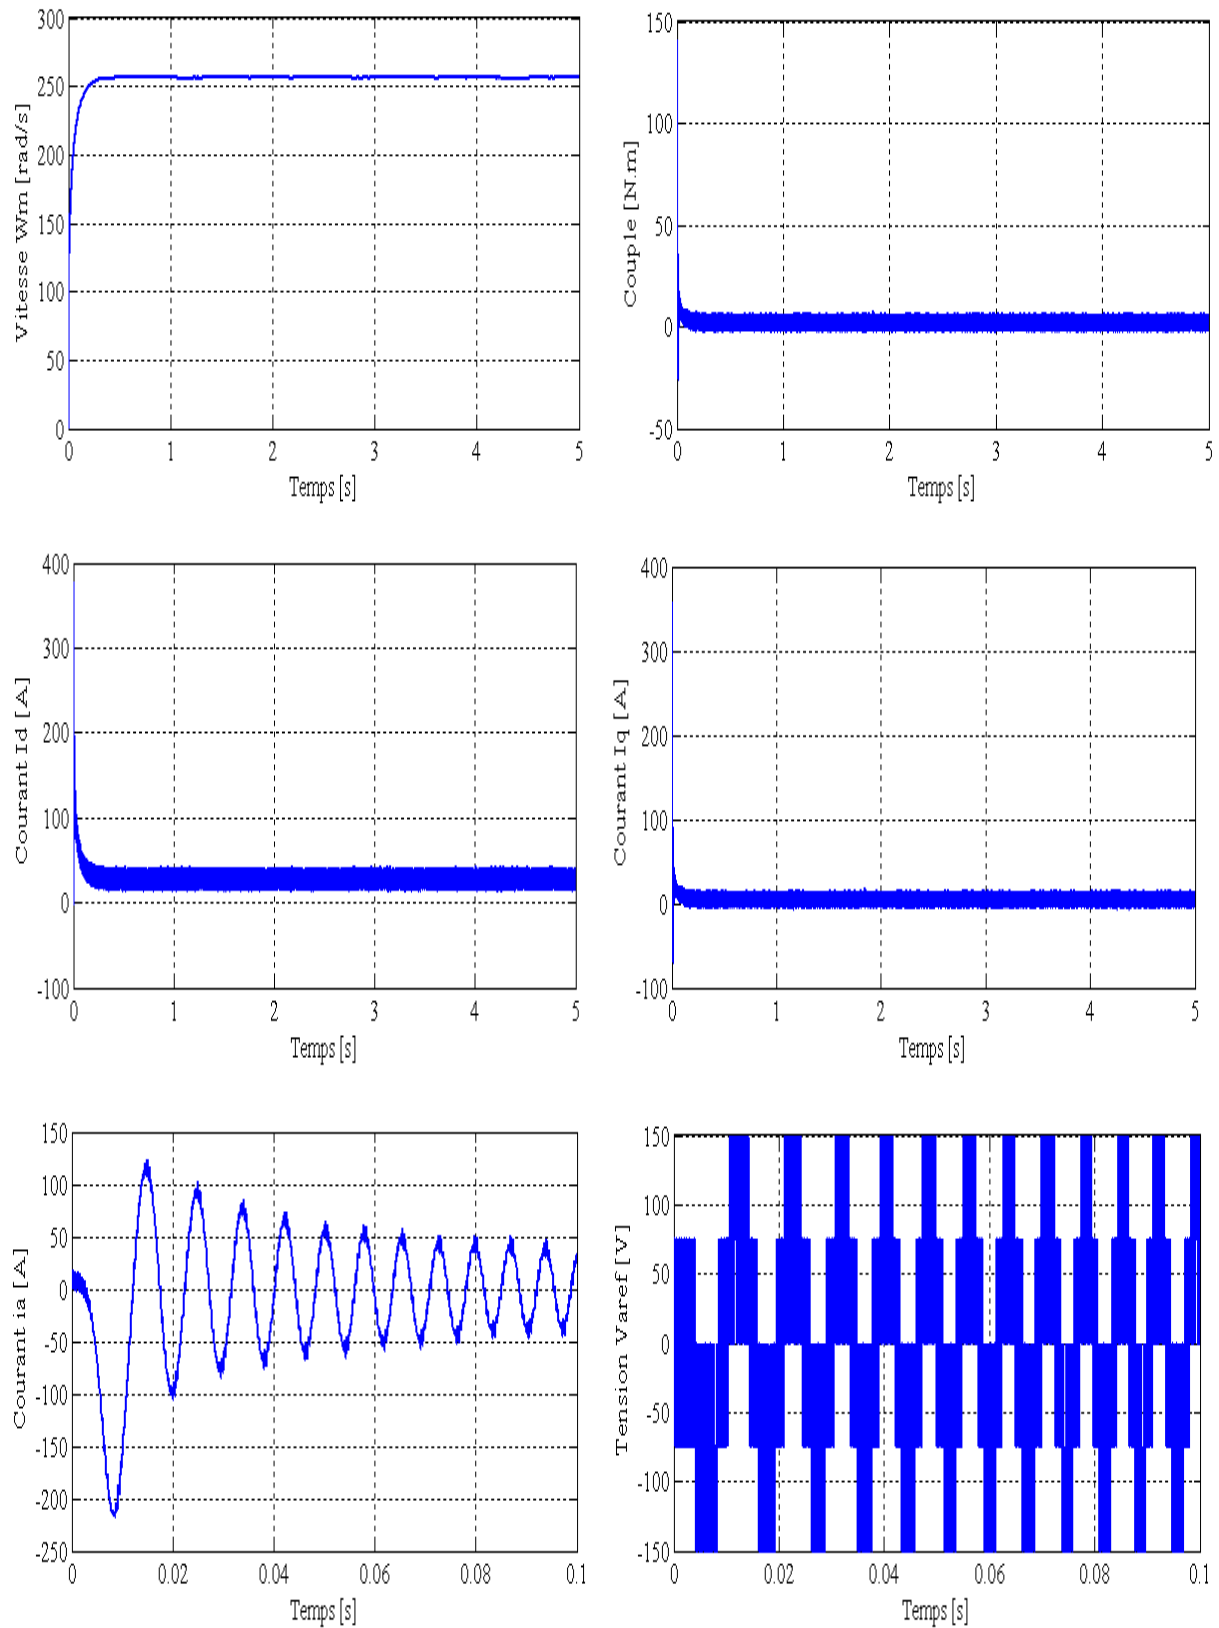 Vitesse Wm [rad/s]
300
250
200
150
100
50
0
0 1 2 3 4 5
Temps [s]
Couple [N.m]
150
100
50
0
-50
0 1 2 3 4 5
Temps [s]
Courant Id [A]
400
300
200
100
0
-100
0 1 2 3 4 5
Temps [s]
Courant Iq [A]
400
300
200
100
0
-100
0 1 2 3 4 5
Temps [s]
Courant ia [A]
150
100
50
0
-50
-100
-150
-200
-250
0 0.02 0.04 0.06 0.08 0.1
Temps [s]
Tension Varef [V]
150
100
50
0
-50
-100
-150
0 0.02 0.04 0.06 0.08 0.1
Temps [s]